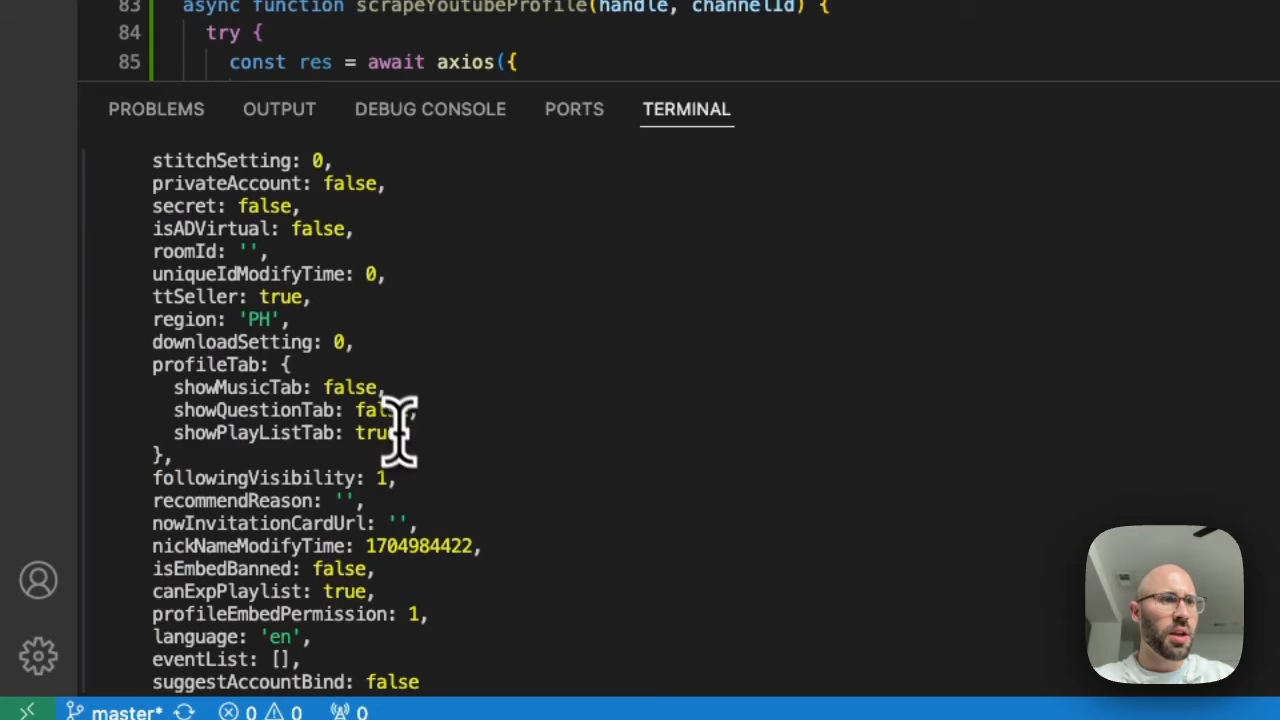 83 async function scrapeYoutubeProfile(handle, channelId) {
84 try {
85 const res = await axios({
PROBLEMS OUTPUT DEBUG CONSOLE PORTS TERMINAL
stitchSetting: 0,
privateAccount: false,
secret: false,
isADVirtual: false,
roomId: '',
uniqueIdModifyTime: 0,
ttSeller: true,
region: 'PH',
downloadSetting: 0,
profileTab: {
showMusicTab: false,
showQuestionTab: false,
showPlayListTab: true
},
followingVisibility: 1,
recommendReason: '',
nowInvitationCardUrl: '',
nickNameModifyTime: 1704984422,
isEmbedBanned: false,
canExpPlaylist: true,
profileEmbedPermission: 1,
language: 'en',
eventList: [],
suggestAccountBind: false
master* 0 0 0